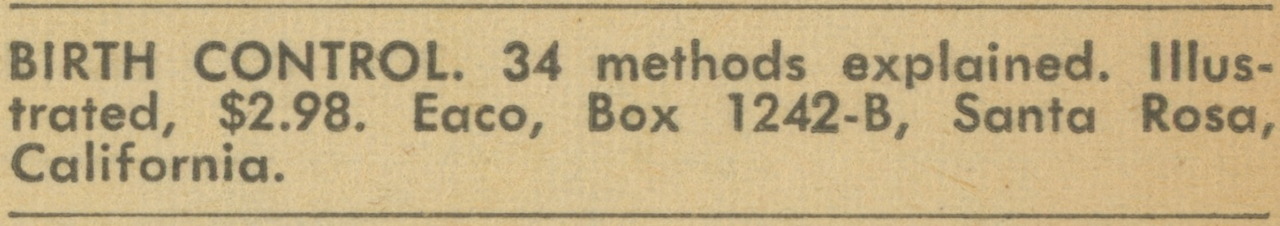 BIRTH CONTROL. 34 methods explained. Illus-
trated, $2.98. Eaco, Box 1242-B, Santa Rosa,
California.